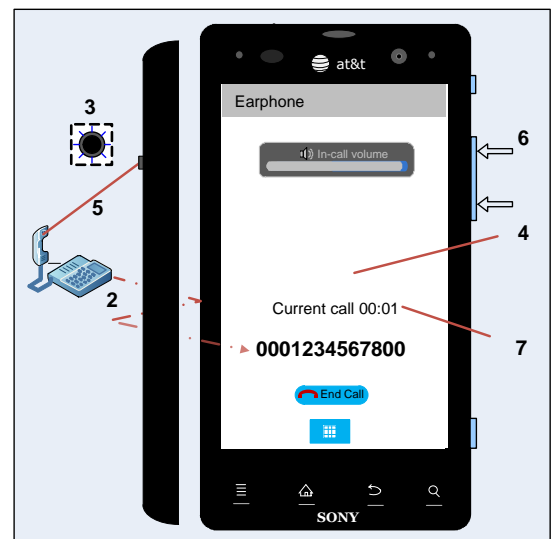 at&t
Earphone
3
In-call volume
6
5
4
2
Current call 00:01
7
0001234567800
End Call
SONY